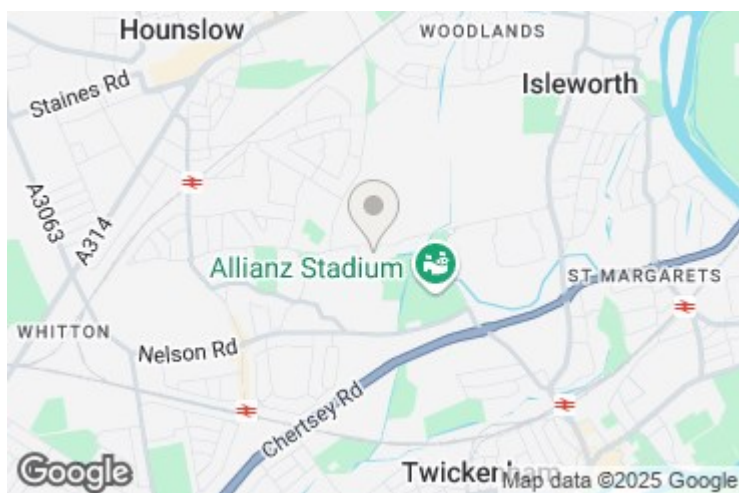 Hounslow
WOODLANDS
Staines Rd
Isleworth
A3063
A314
Allianz Stadium
ST MARGARETS
WHITTON
Nelson Rd
Chertsey Rd
Twickenham
Google
Map data ©2025 Google